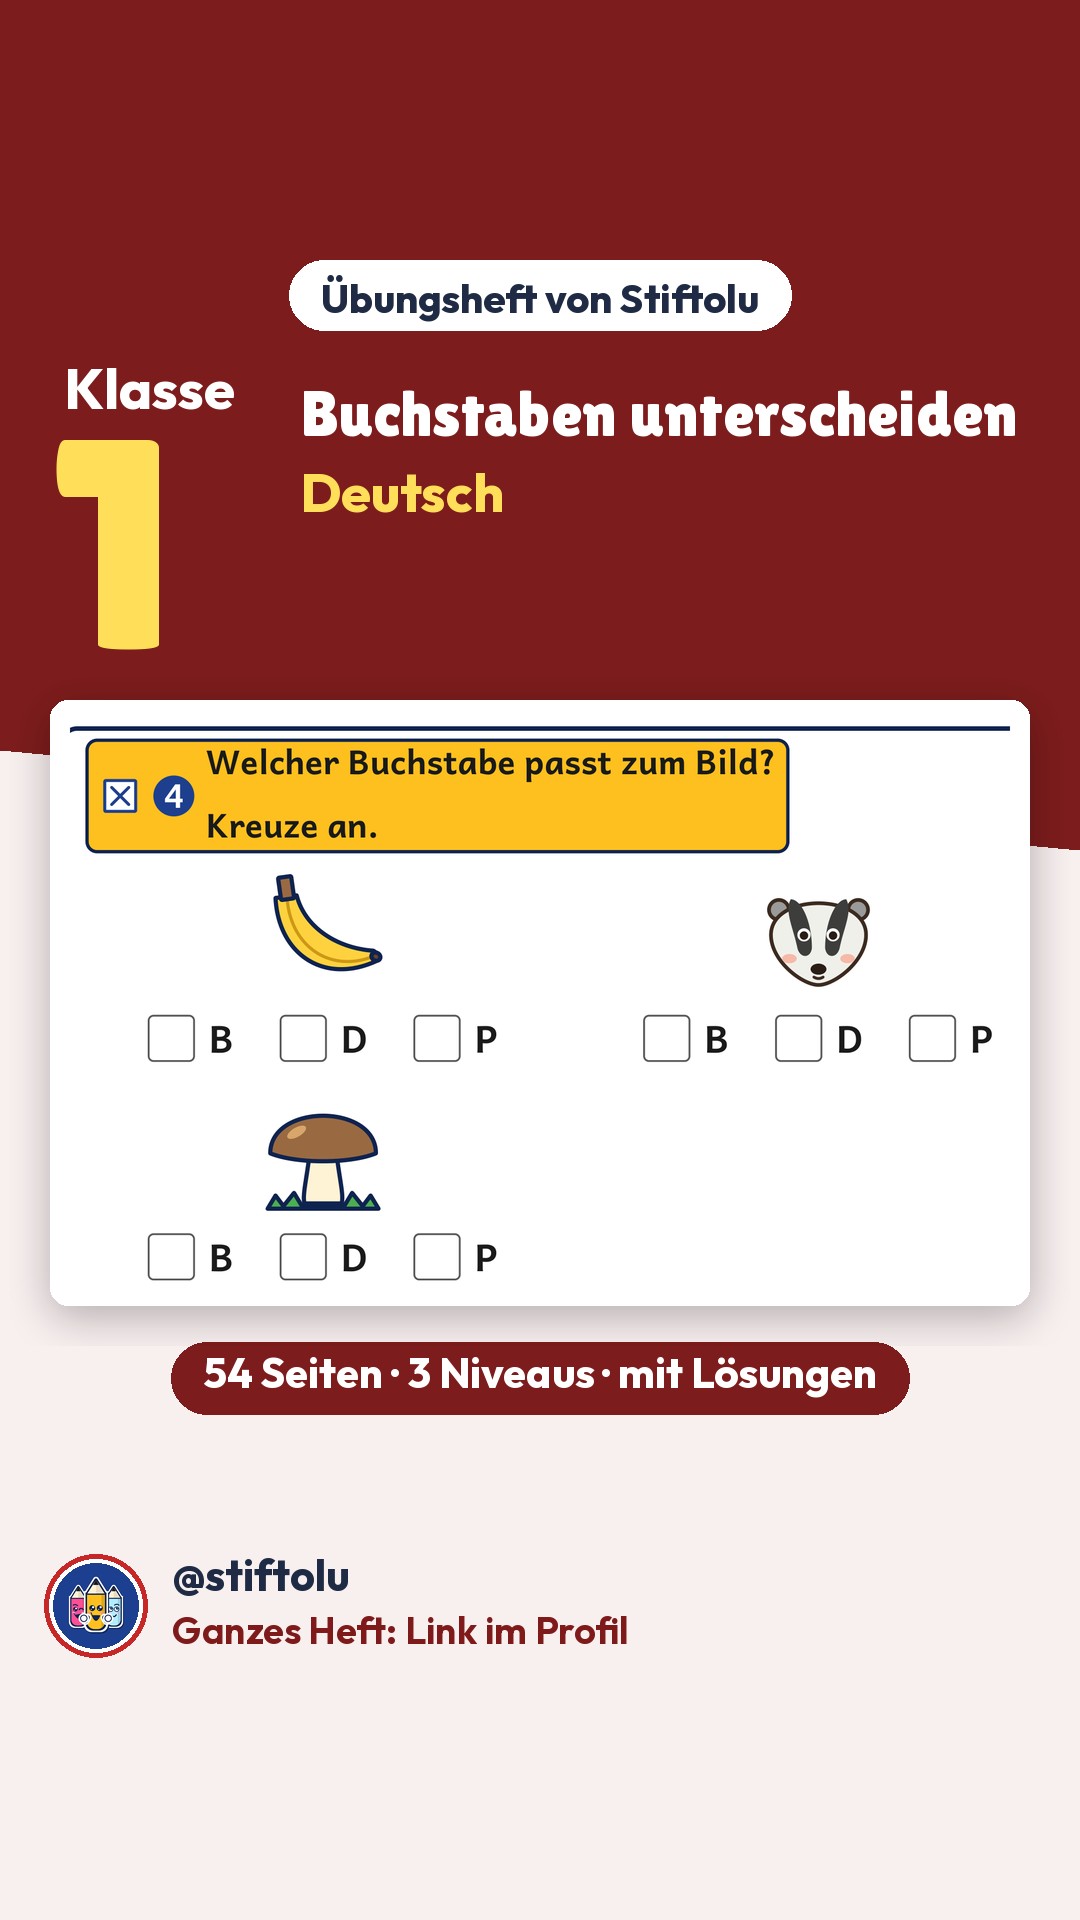 Übungsheft von Stiftolu
Klasse
1
Buchstaben unterscheiden
Deutsch
4
Welcher Buchstabe passt zum Bild?
Kreuze an.
B D P
B D P
B D P
54 Seiten · 3 Niveaus · mit Lösungen
@stiftolu
Ganzes Heft: Link im Profil